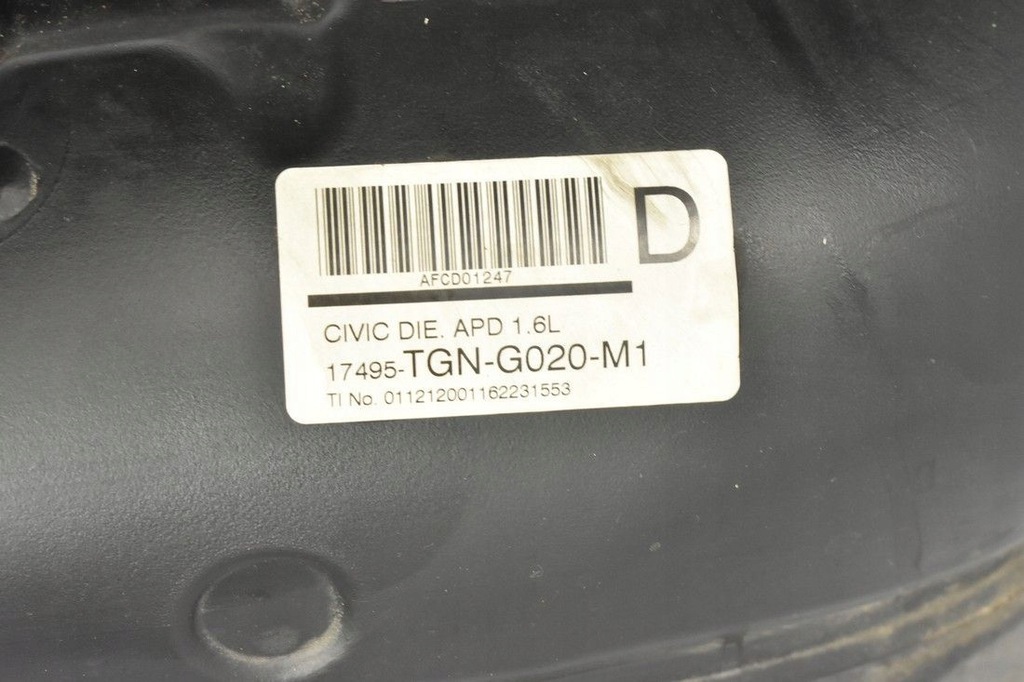 D
AFCD01247
CIVIC DIE. APD 1.6L
17495-TGN-G020-M1
TI No. 011212001162231553